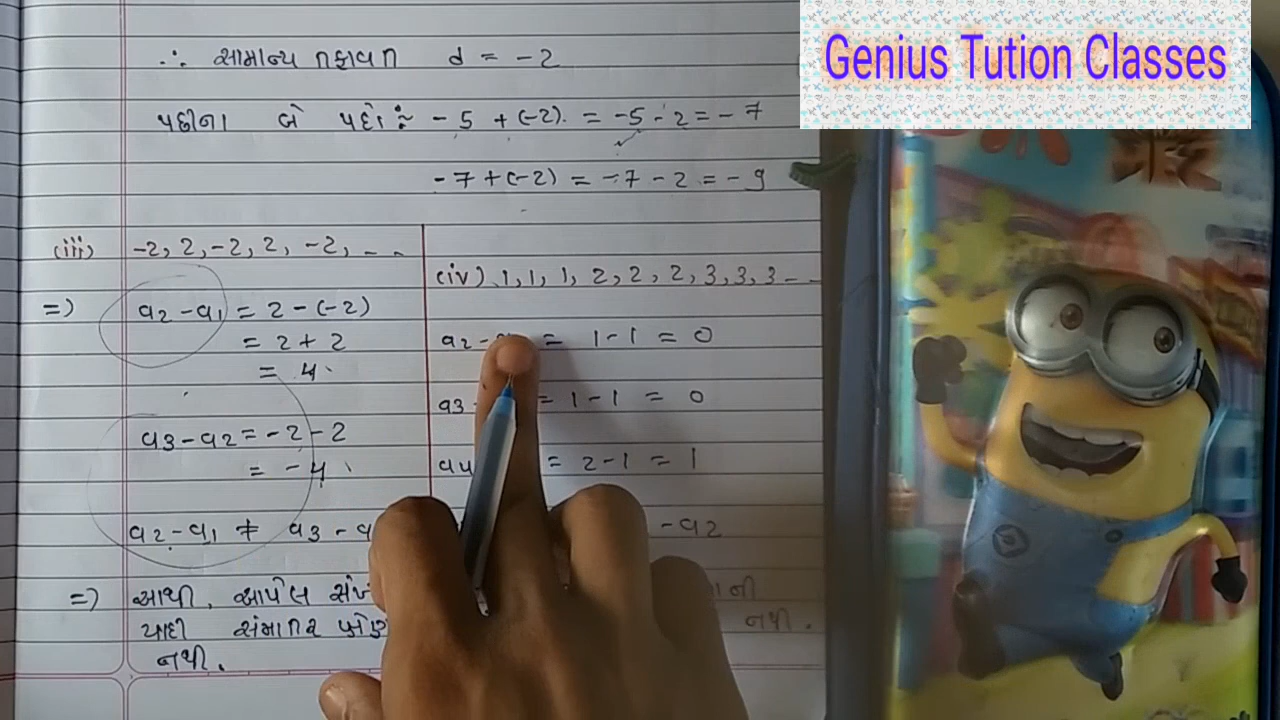 Genius Tution Classes
∴ સામાન્ય તફાવત d = -2
પછીના બે પદો : - 5 + (-2). = -5 - 2 = - 7
- 7 + (-2) = -7 - 2 = - 9
(iii) -2, 2, -2, 2, -2, - -
=) a2 - a1 = 2 - (-2)
= 2 + 2
= 4.
a3 - a2 = -2 - 2
= - 4
a2 - a1 ≠ a3 - a
=) આથી, આપેલ સંખ
યાદી સંમાતર
નથી.
(iv) 1, 1, 1, 2, 2, 2, 3, 3, 3 - -
a2 - = 1 - 1 = 0
a3 - = 1 - 1 = 0
a4 = 2 - 1 = 1
- a2
ની
નથી.